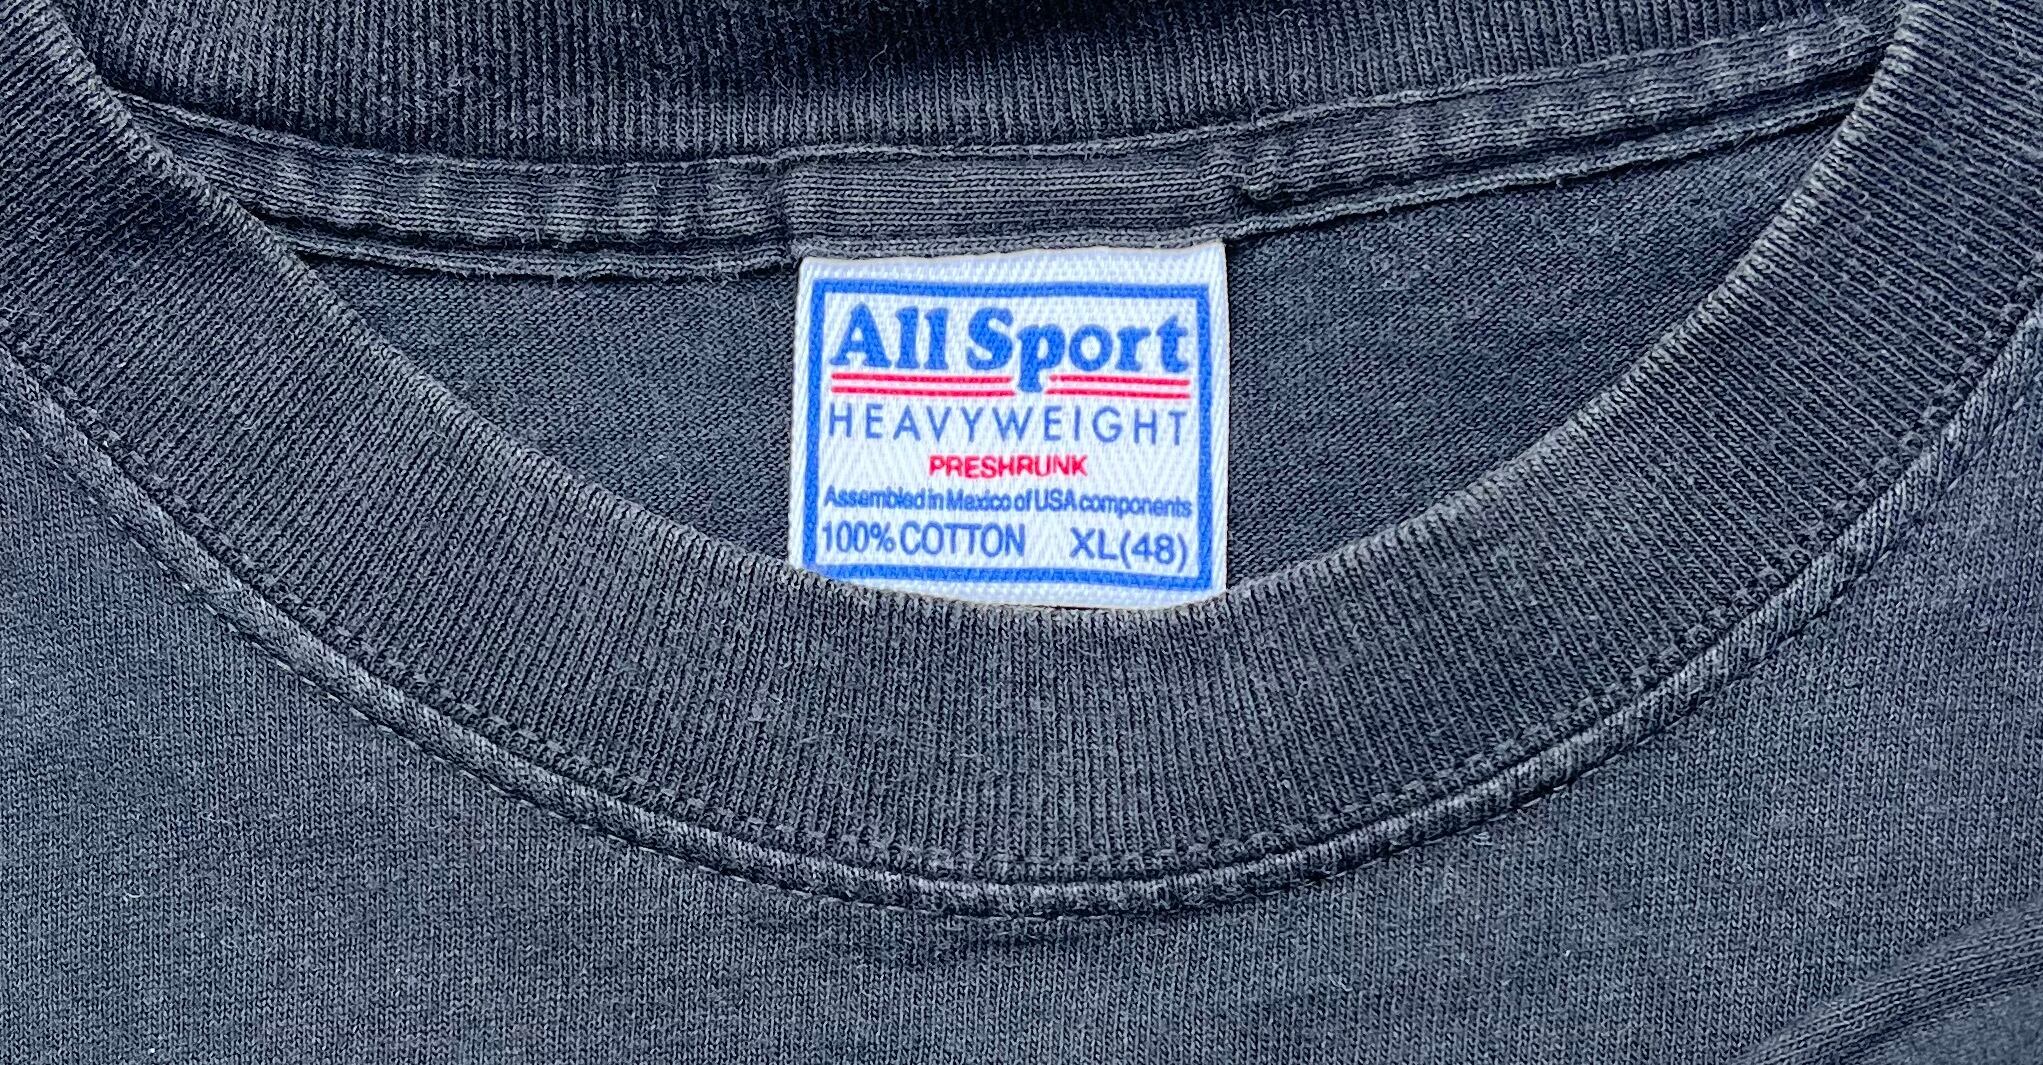 All Sport
HEAVYWEIGHT
PRESHRUNK
Assembled in Mexico of USA components
100% COTTON XL(48)